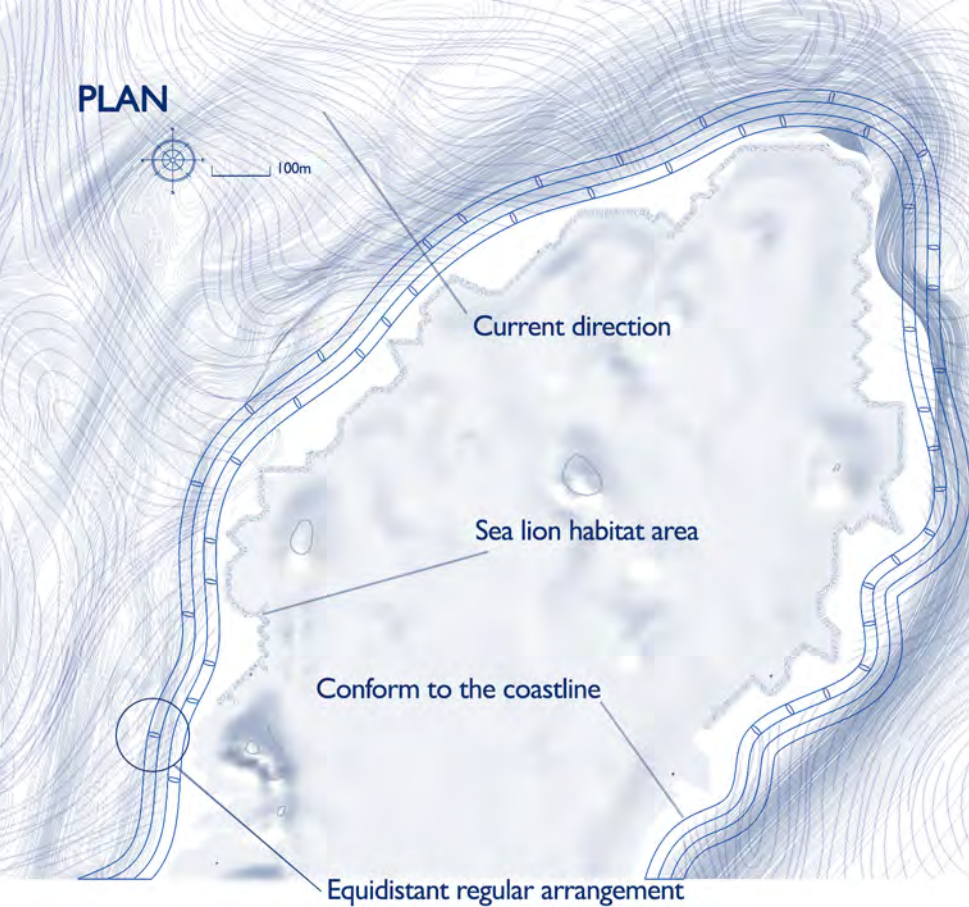 PLAN
100m
Current direction
Sea lion habitat area
Conform to the coastline
Equidistant regular arrangement